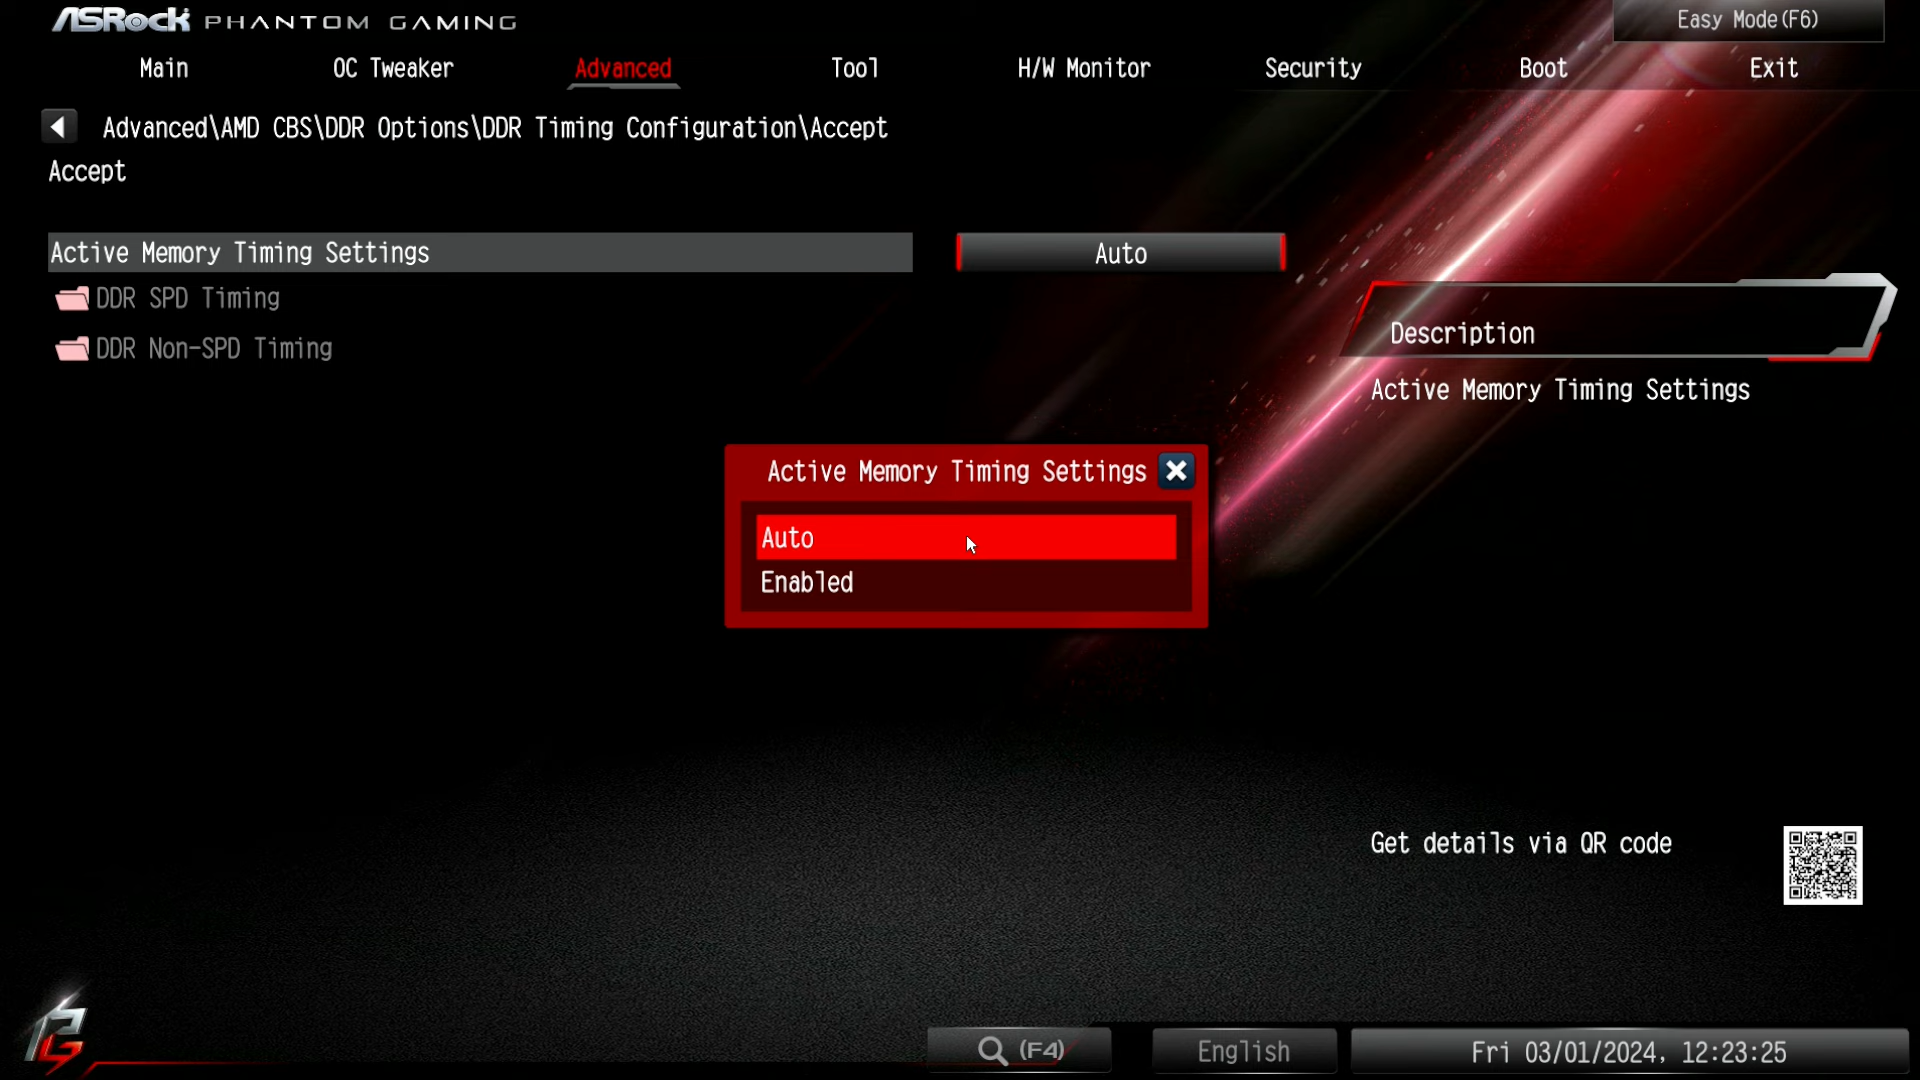 ASRock PHANTOM GAMING
Easy Mode(F6)
Main OC Tweaker Advanced Tool H/W Monitor Security Boot Exit
Advanced\AMD CBS\DDR Options\DDR Timing Configuration\Accept
Accept
Active Memory Timing Settings Auto
DDR SPD Timing
DDR Non-SPD Timing
Description
Active Memory Timing Settings
Active Memory Timing Settings
Auto
Enabled
Get details via QR code
(F4) English Fri 03/01/2024, 12:23:25